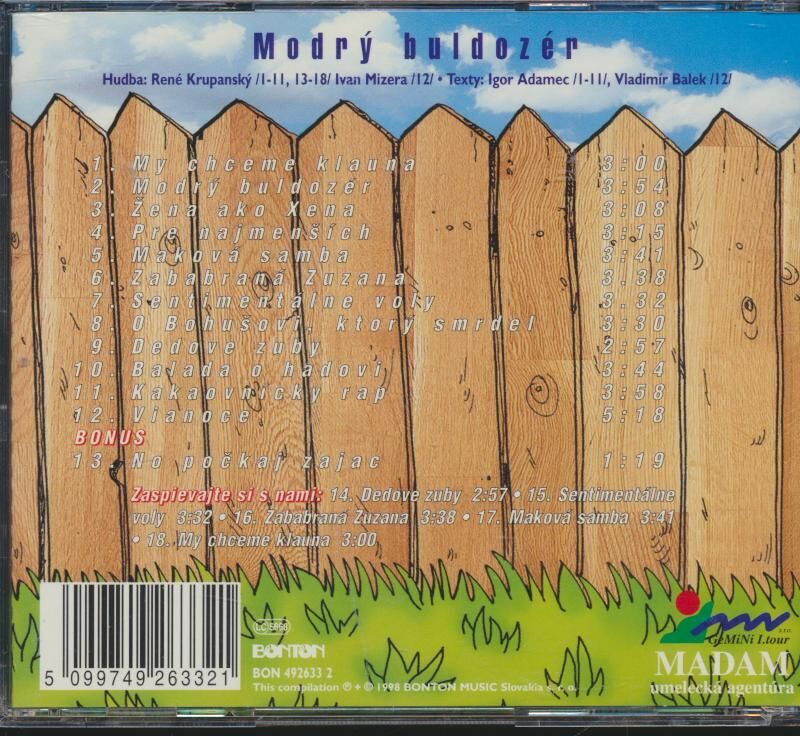 Modrý buldozér
Hudba: René Krupanský /1-11, 13-18/ Ivan Mizera /12/ • Texty: Igor Adamec /1-11/, Vladimír Balek /12/
1. My chceme klauna 3:00
2. Modrý buldozér 3:54
3. Žena ako Xena 3:08
4. Pre najmenších 3:15
5. Maková samba 3:41
6. Zababraná Zuzana 3.38
7. Sentimentálne voly 3.32
8. O Bohušovi, ktorý smrdel 3:30
9. Dedove zuby 2:57
10. Balada o hadovi 3:44
11. Kakaovnícky rap 3:58
12. Vianoce 5:18
BONUS
13. No počkaj zajac 1:19
Zaspievajte si s nami: 14. Dedove zuby 2:57 • 15. Sentimentálne
voly 3:32 • 16. Zababraná Zuzana 3:38 • 17. Maková samba 3:41
• 18. My chceme klauna 3:00
LC 5868
BONTON
BON 492633 2
This compilation ℗ + © 1998 BONTON MUSIC Slovakia s. r. o.
5 099749 263321
s.r.o.
GeMiNi I.tour
MADAM
umelecká agentúra